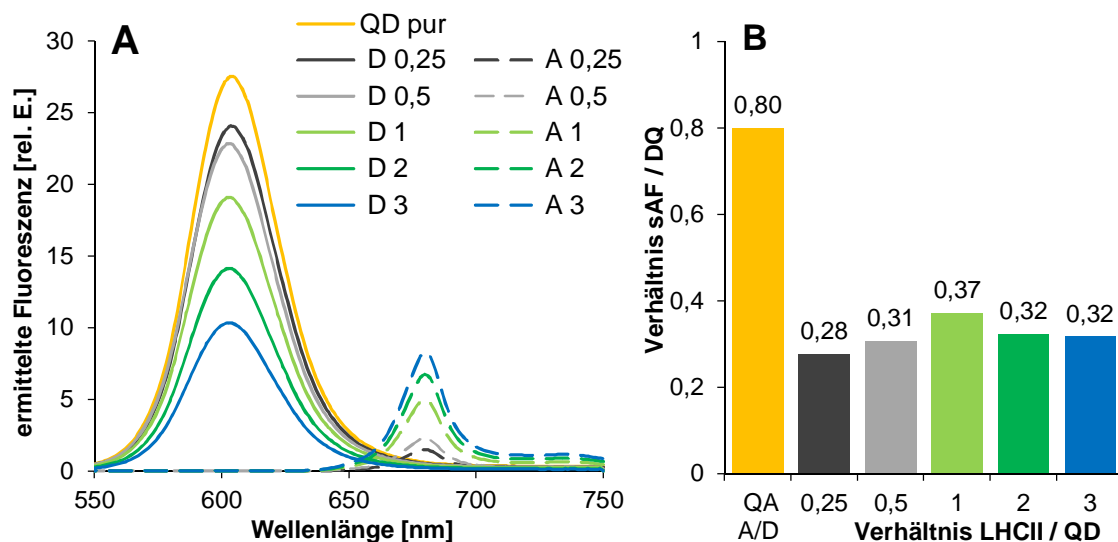 A
ermittelte Fluoreszenz [rel. E.]
30
25
20
15
10
5
0
550
600
650
700
750
Wellenlänge [nm]
QD pur
D 0,25
A 0,25
D 0,5
A 0,5
D 1
A 1
D 2
A 2
D 3
A 3
B
Verhältnis sAF / DQ
1
0,8
0,6
0,4
0,2
0
0,80
0,28
0,31
0,37
0,32
0,32
QA
A/D
0,25
0,5
1
2
3
Verhältnis LHCII / QD